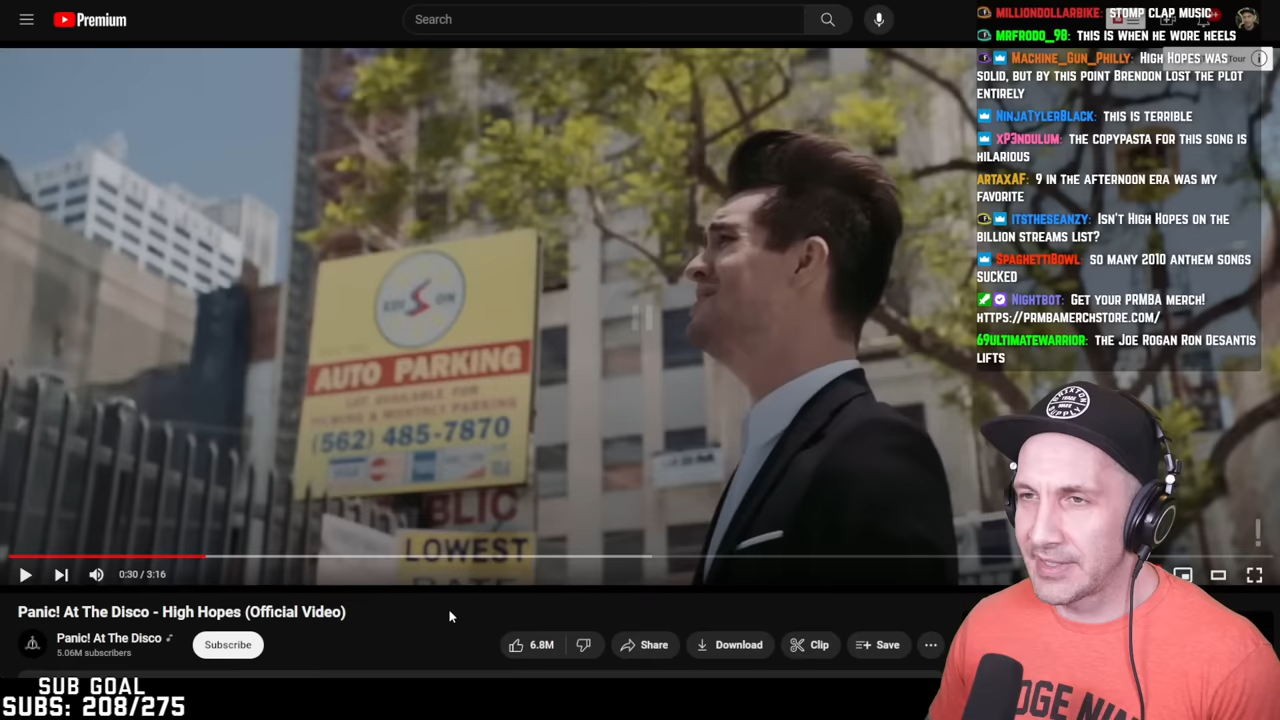 Premium
Search
MILLIONDOLLARBIKE: STOMP CLAP MUSIC
MRFRODO_98: THIS IS WHEN HE WORE HEELS
MACHINE_GUN_PHILLY: HIGH HOPES WAS
SOLID, BUT BY THIS POINT BRENDON LOST THE PLOT
ENTIRELY
Tour
NINJATYLERBLACK: THIS IS TERRIBLE
XP3NDULUM: THE COPYPASTA FOR THIS SONG IS
HILARIOUS
ARTAXAF: 9 IN THE AFTERNOON ERA WAS MY
FAVORITE
ITSTHESEANZY: ISN'T HIGH HOPES ON THE
BILLION STREAMS LIST?
SPAGHETTIBOWL: SO MANY 2010 ANTHEM SONGS
SUCKED
NIGHTBOT: GET YOUR PRMBA MERCH!
HTTPS://PRMBAMERCHSTORE.COM/
69ULTIMATEWARRIOR: THE JOE ROGAN RON DESANTIS
LIFTS
EDISON
AUTO PARKING
(562) 485-7870
BLIC
LOWEST
RATE
BRIXTON
SUPPLY
0:30 / 3:16
Panic! At The Disco - High Hopes (Official Video)
Panic! At The Disco
5.06M subscribers
Subscribe
6.8M
Share
Download
Clip
Save
SUB GOAL
SUBS: 208/275